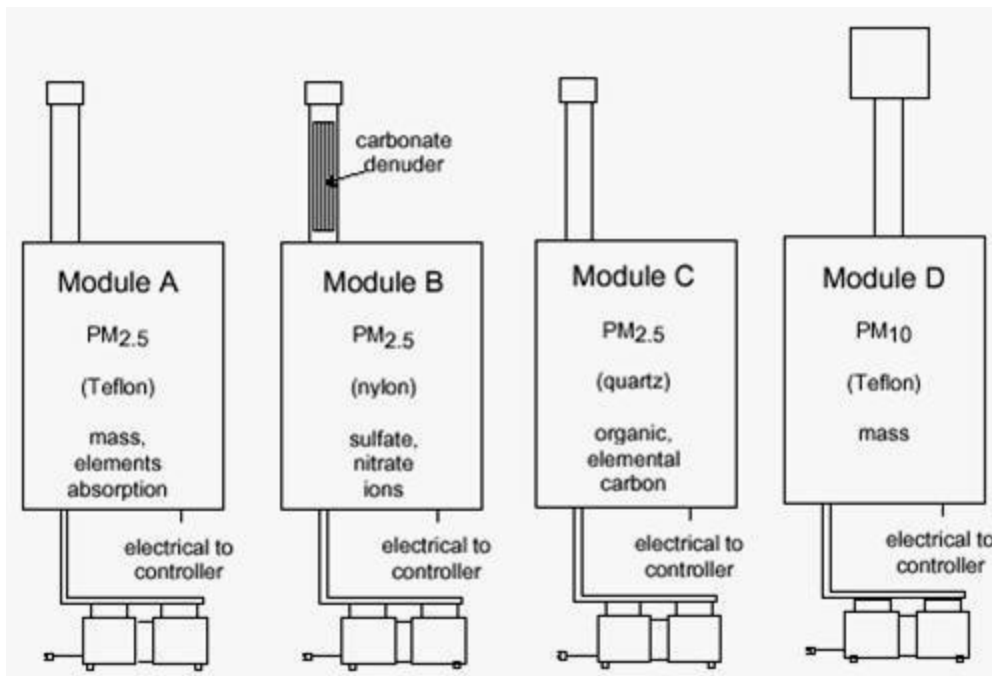 carbonate
denuder
Module A
PM2.5
(Teflon)
mass,
elements
absorption
electrical to
controller
Module B
PM2.5
(nylon)
sulfate,
nitrate
ions
electrical to
controller
Module C
PM2.5
(quartz)
organic,
elemental
carbon
electrical to
controller
Module D
PM10
(Teflon)
mass
electrical to
controller